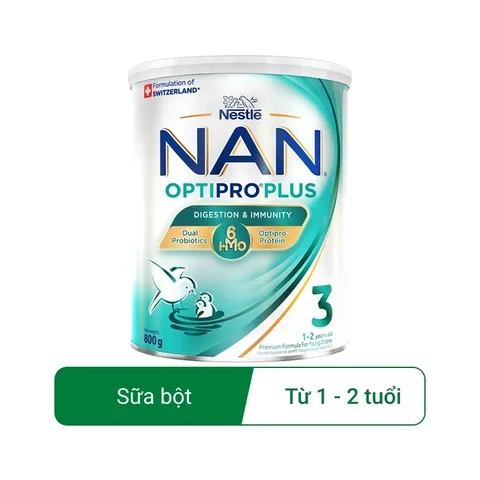 Formulation of
SWITZERLAND*
Nestlé
NAN®
OPTIPRO® PLUS
DIGESTION & IMMUNITY
Dual
Probiotics
6
HMO
Optipro®
Protein
3
1-2 years old
Premium Formula For Young Children
800 g
Sữa bột
Từ 1 - 2 tuổi